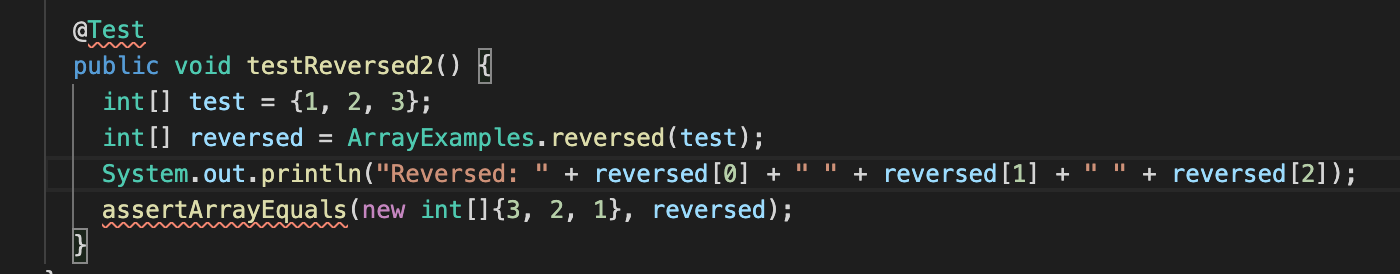 @Test
public void testReversed2() {
int[] test = {1, 2, 3};
int[] reversed = ArrayExamples.reversed(test);
System.out.println("Reversed: " + reversed[0] + " " + reversed[1] + " " + reversed[2]);
assertArrayEquals(new int[]{3, 2, 1}, reversed);
}